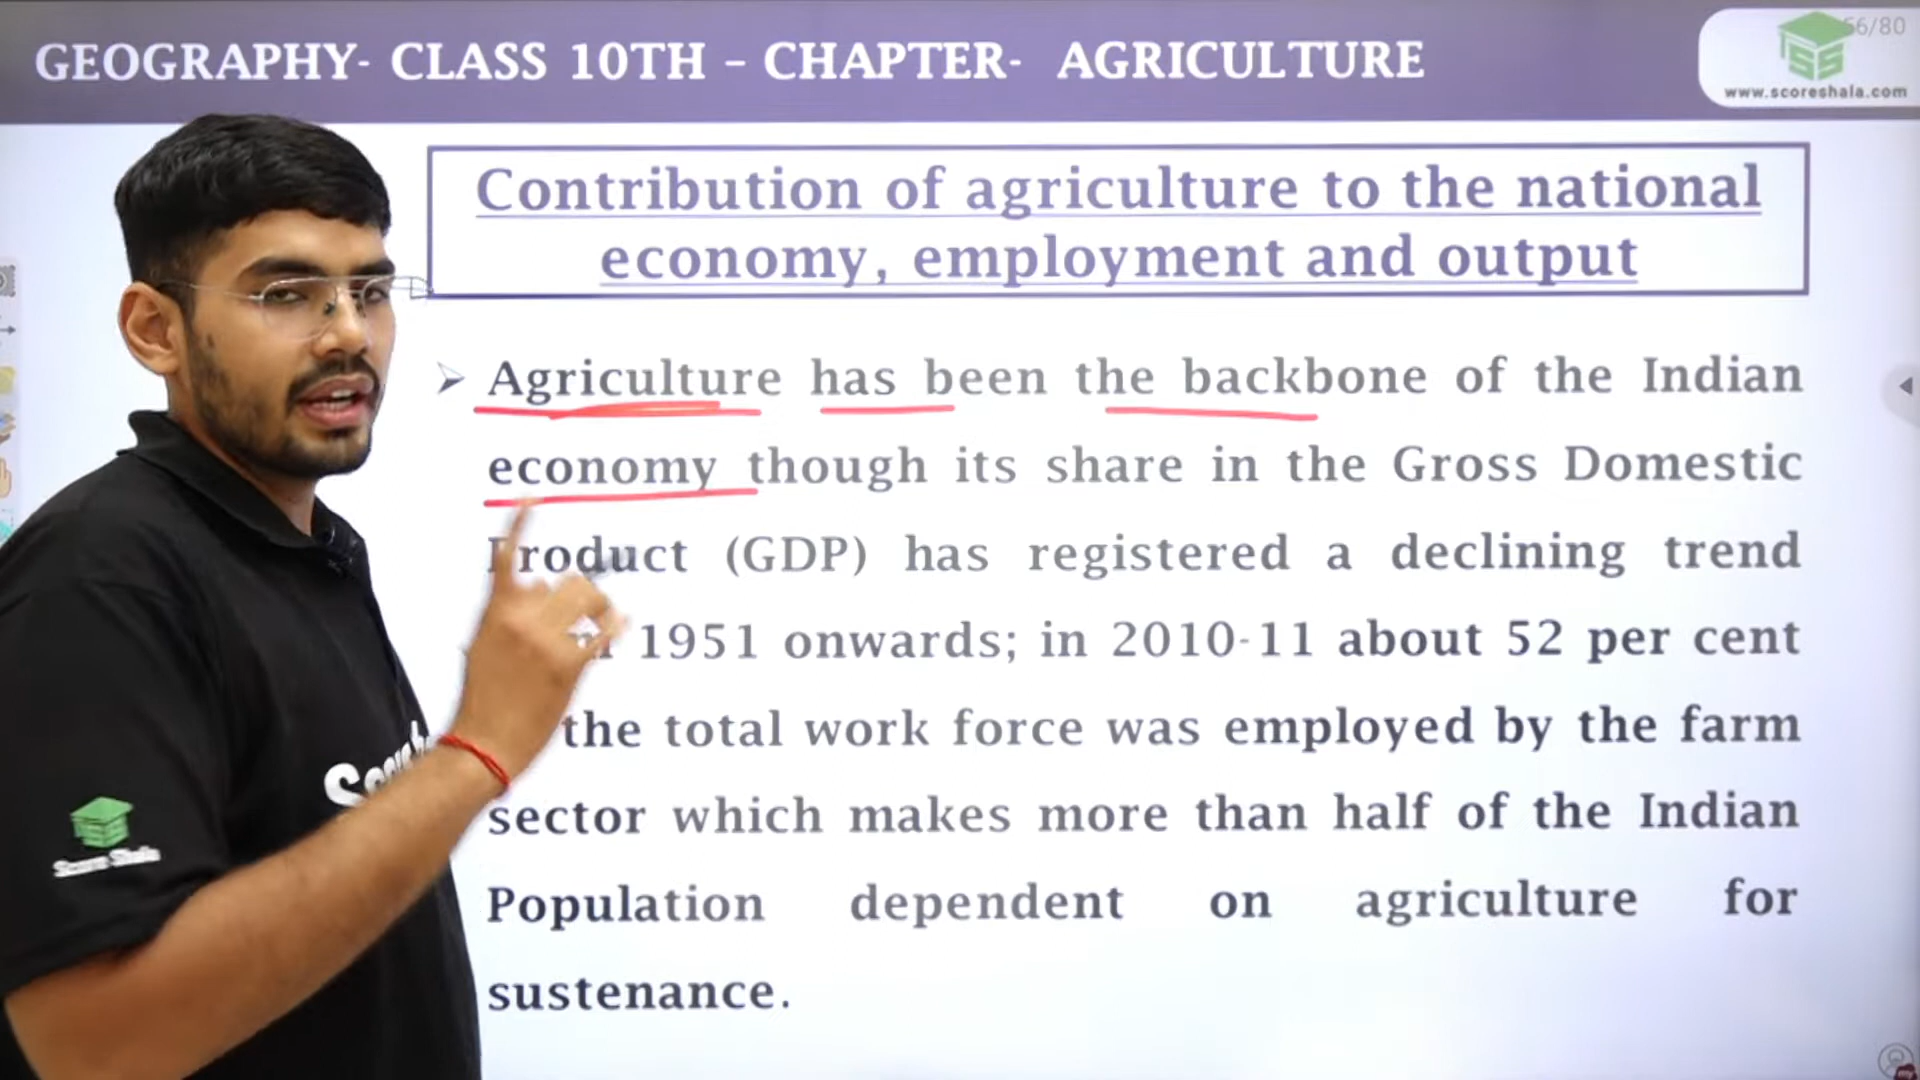 GEOGRAPHY- CLASS 10TH – CHAPTER- AGRICULTURE
56/80
www.scoreshala.com
Contribution of agriculture to the national
economy, employment and output
➢ Agriculture has been the backbone of the Indian
economy though its share in the Gross Domestic
Product (GDP) has registered a declining trend
1951 onwards; in 2010-11 about 52 per cent
the total work force was employed by the farm
sector which makes more than half of the Indian
Population dependent on agriculture for
sustenance.
Score Shala